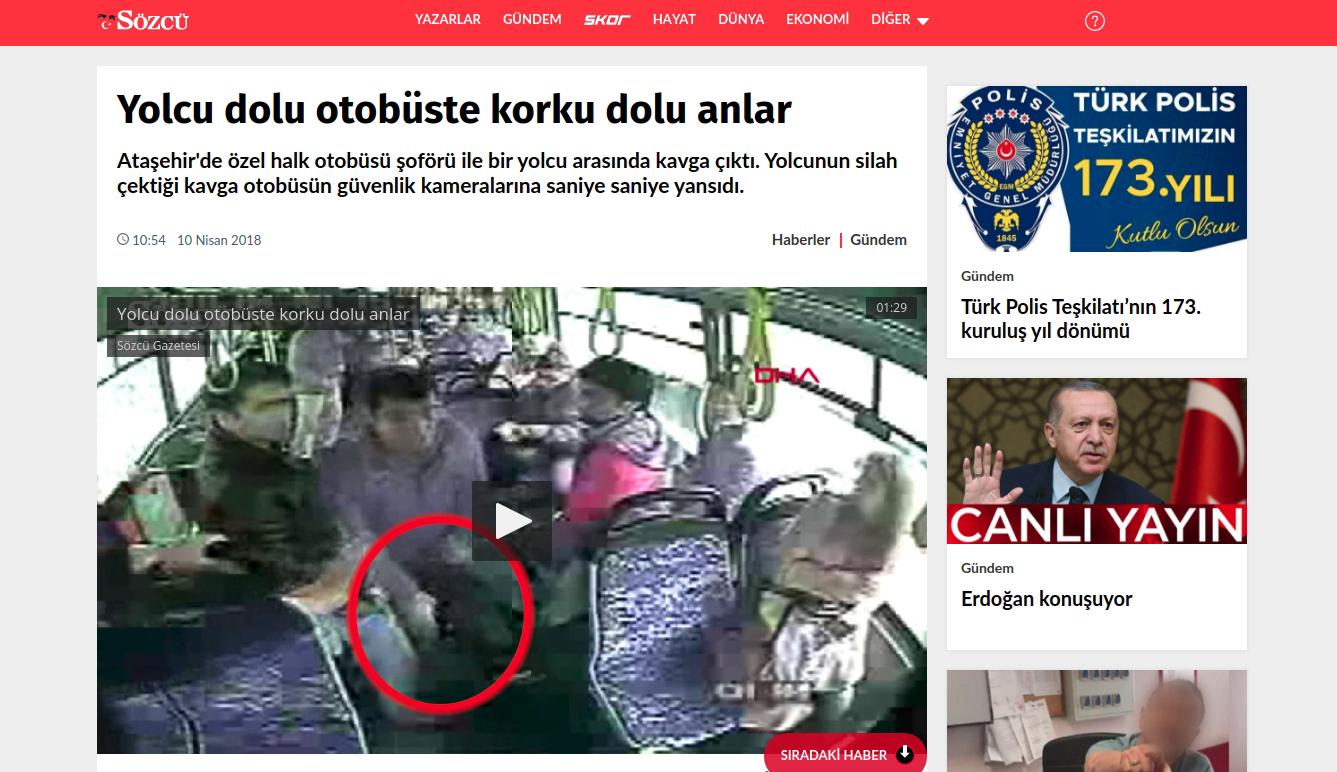 Sözcü
YAZARLAR GÜNDEM SKOR HAYAT DÜNYA EKONOMİ DİĞER
?
Yolcu dolu otobüste korku dolu anlar
Ataşehir'de özel halk otobüsü şoförü ile bir yolcu arasında kavga çıktı. Yolcunun silah
çektiği kavga otobüsün güvenlik kameralarına saniye saniye yansıdı.
10:54 10 Nisan 2018
Haberler | Gündem
Yolcu dolu otobüste korku dolu anlar
01:29
Sözcü Gazetesi
DHA
SIRADAKİ HABER
POLİS
EMNİYET GENEL MÜDÜRLÜĞÜ
EGM
1845
TÜRK POLİS
TEŞKİLATIMIZIN
173.YILI
Kutlu Olsun
Gündem
Türk Polis Teşkilatı’nın 173.
kuruluş yıl dönümü
CANLI YAYIN
Gündem
Erdoğan konuşuyor